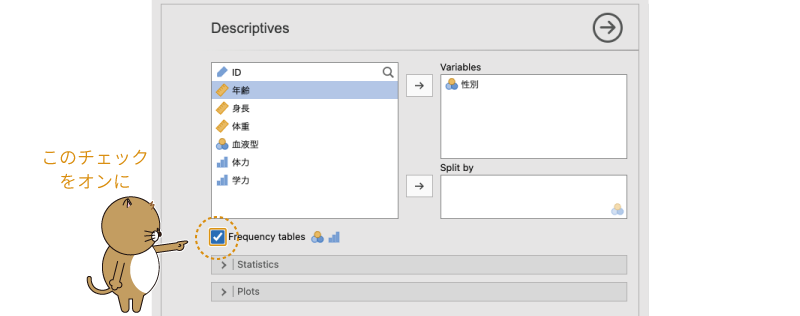 Descriptives
ID
年齢
身長
体重
血液型
体力
学力
Variables
性別
Split by
このチェック
をオンに
Frequency tables
Statistics
Plots